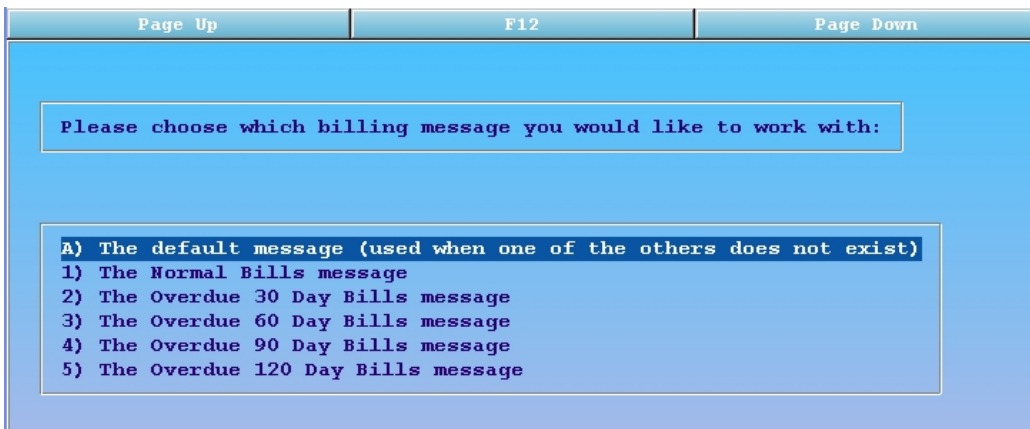 Page Up F12 Page Down
Please choose which billing message you would like to work with:
A) The default message (used when one of the others does not exist)
1) The Normal Bills message
2) The Overdue 30 Day Bills message
3) The Overdue 60 Day Bills message
4) The Overdue 90 Day Bills message
5) The Overdue 120 Day Bills message